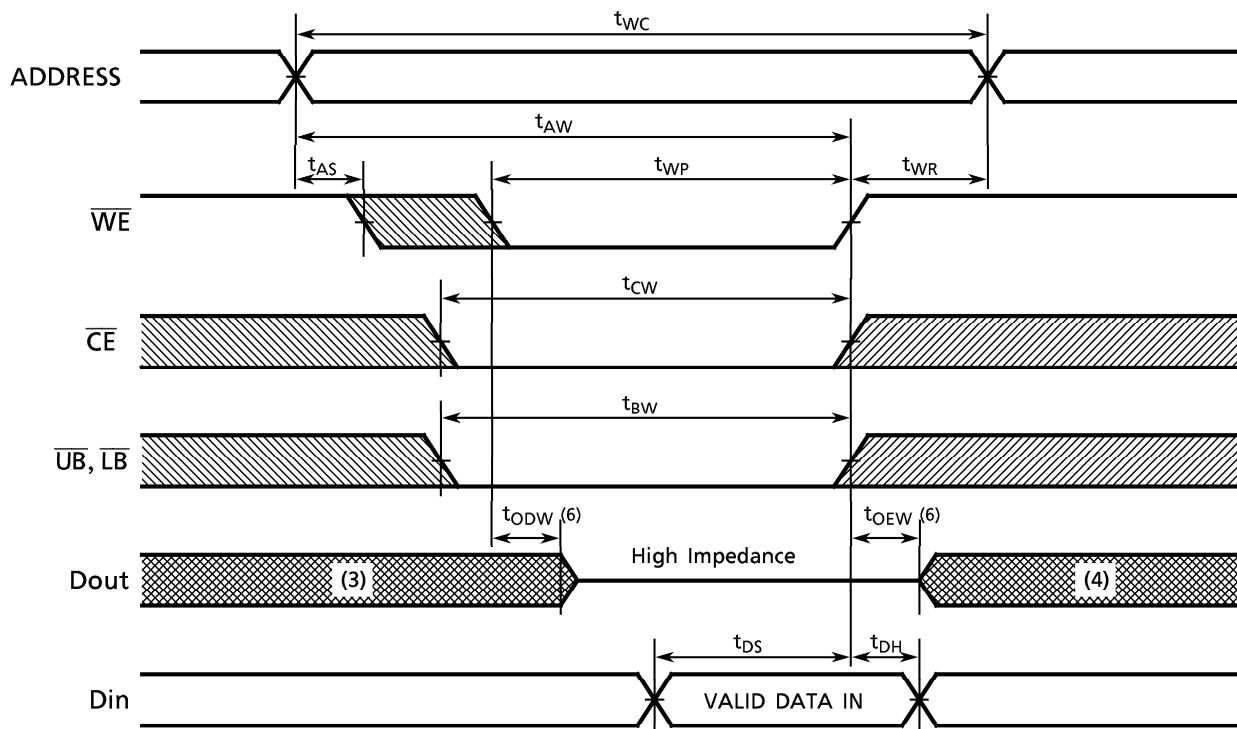 tWC
ADDRESS
tAW
tAS
tWP
tWR
WE
tCW
CE
tBW
UB, LB
tODW (6)
tOEW (6)
High Impedance
Dout
(3)
(4)
tDS
tDH
Din
VALID DATA IN